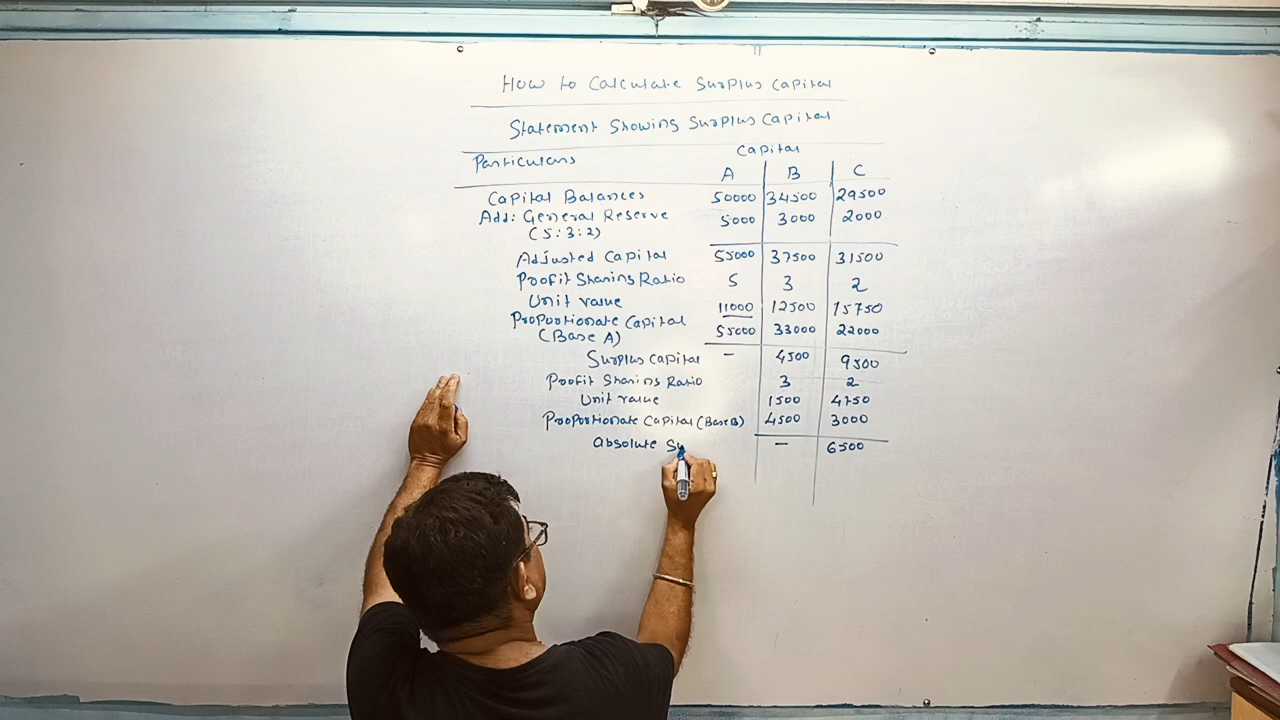 How to Calculate Surplus Capital
Statement Showing Surplus Capital
Particulars Capital
A B C
Capital Balances 50000 34500 29500
Add: General Reserve 5000 3000 2000
(5:3:2)
Adjusted Capital 55000 37500 31500
Profit Sharing Ratio 5 3 2
Unit value 11000 12500 15750
Proportionate Capital 55000 33000 22000
(Base A)
Surplus Capital - 4500 9500
Profit Sharing Ratio 3 2
Unit value 1500 4750
Proportionate Capital (Base B) 4500 3000
Absolute Su - 6500